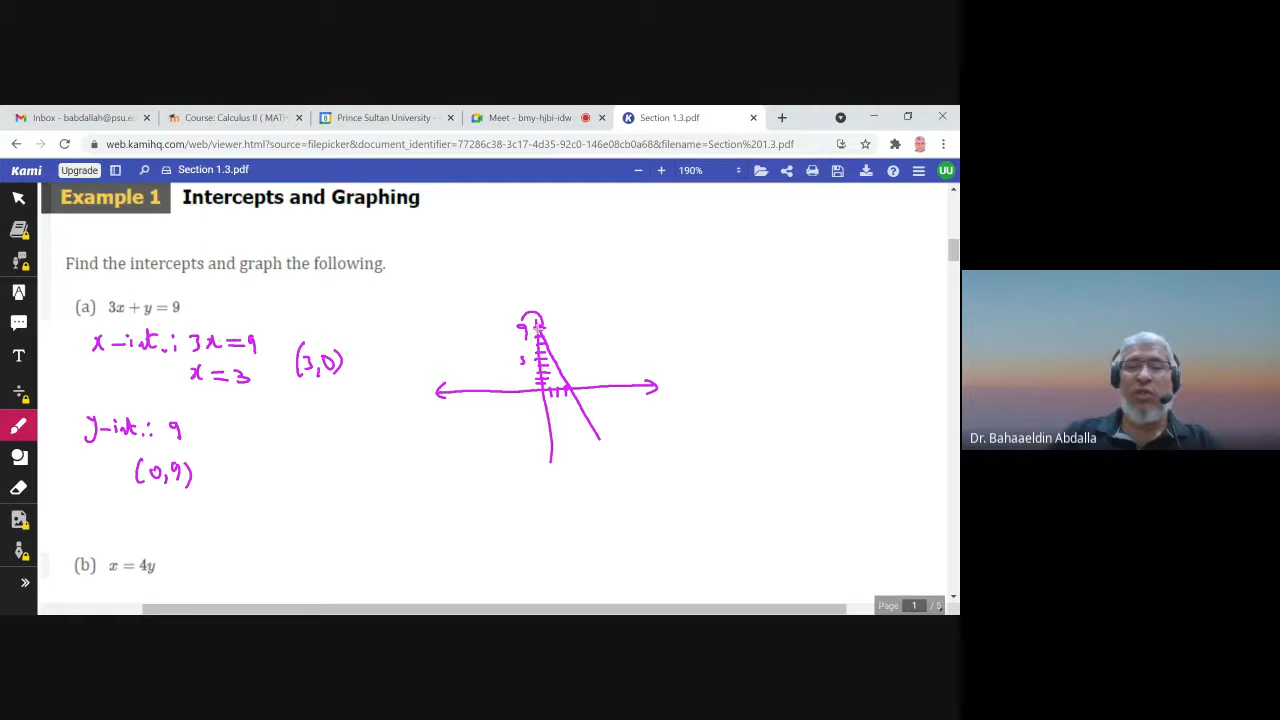 Inbox - babdallah@psu.e
Course: Calculus II ( MATH
Prince Sultan University -
Meet - bmy-hjbi-idw
Section 1.3.pdf
web.kamihq.com/web/viewer.html?source=filepicker&document_identifier=77286c38-3c17-4d35-92c0-146e08cb0a68&filename=Section%201.3.pdf
Kami
Upgrade
Section 1.3.pdf
190%
UU
Example 1 Intercepts and Graphing
Find the intercepts and graph the following.
(a) 3x + y = 9
x-int.: 3x = 9
x = 3
(3,0)
y-int.: 9
(0,9)
9
3
(b) x = 4y
Page 1 / 5
Dr. Bahaaeldin Abdalla